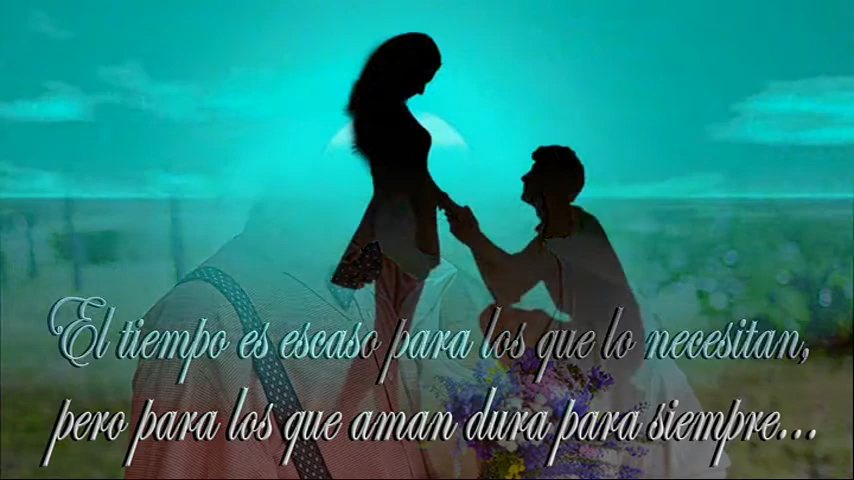 El tiempo es escaso para los que lo necesitan,
pero para los que aman dura para siempre...